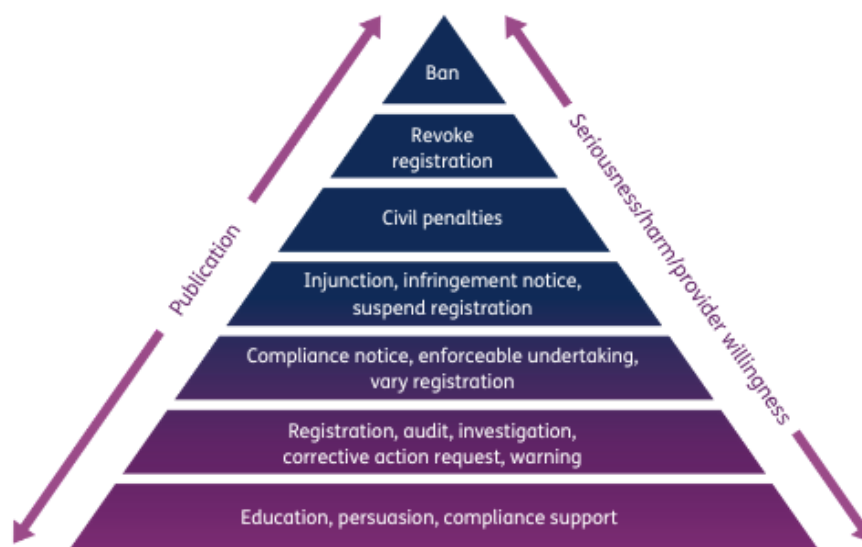 Ban
Revoke
registration
Civil penalties
Injunction, infringement notice,
suspend registration
Compliance notice, enforceable undertaking,
vary registration
Registration, audit, investigation,
corrective action request, warning
Education, persuasion, compliance support
Publication
Seriousness/harm/provider willingness